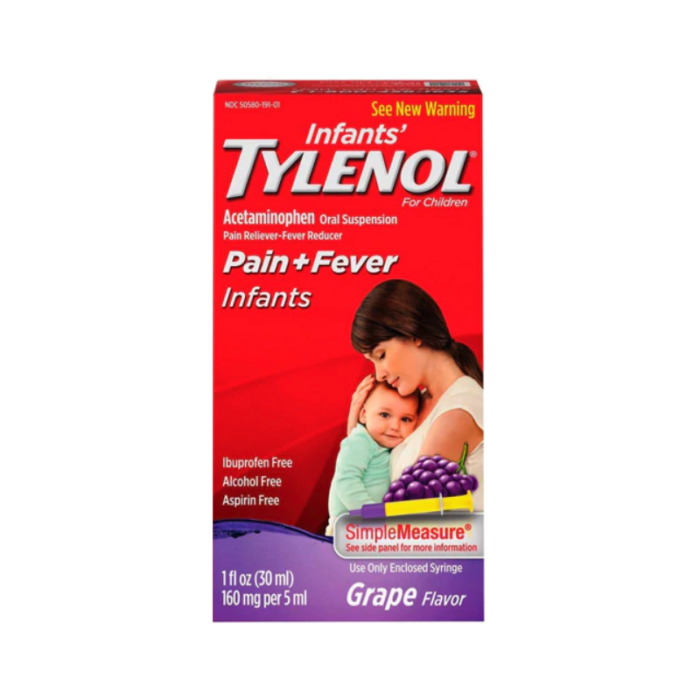 NDC 50580-191-01
See New Warning
Infants'
TYLENOL®
For Children
Acetaminophen Oral Suspension
Pain Reliever-Fever Reducer
Pain + Fever
Infants
Ibuprofen Free
Alcohol Free
Aspirin Free
SimpleMeasure®
See side panel for more information
Use Only Enclosed Syringe
1 fl oz (30 ml)
160 mg per 5 ml
Grape Flavor